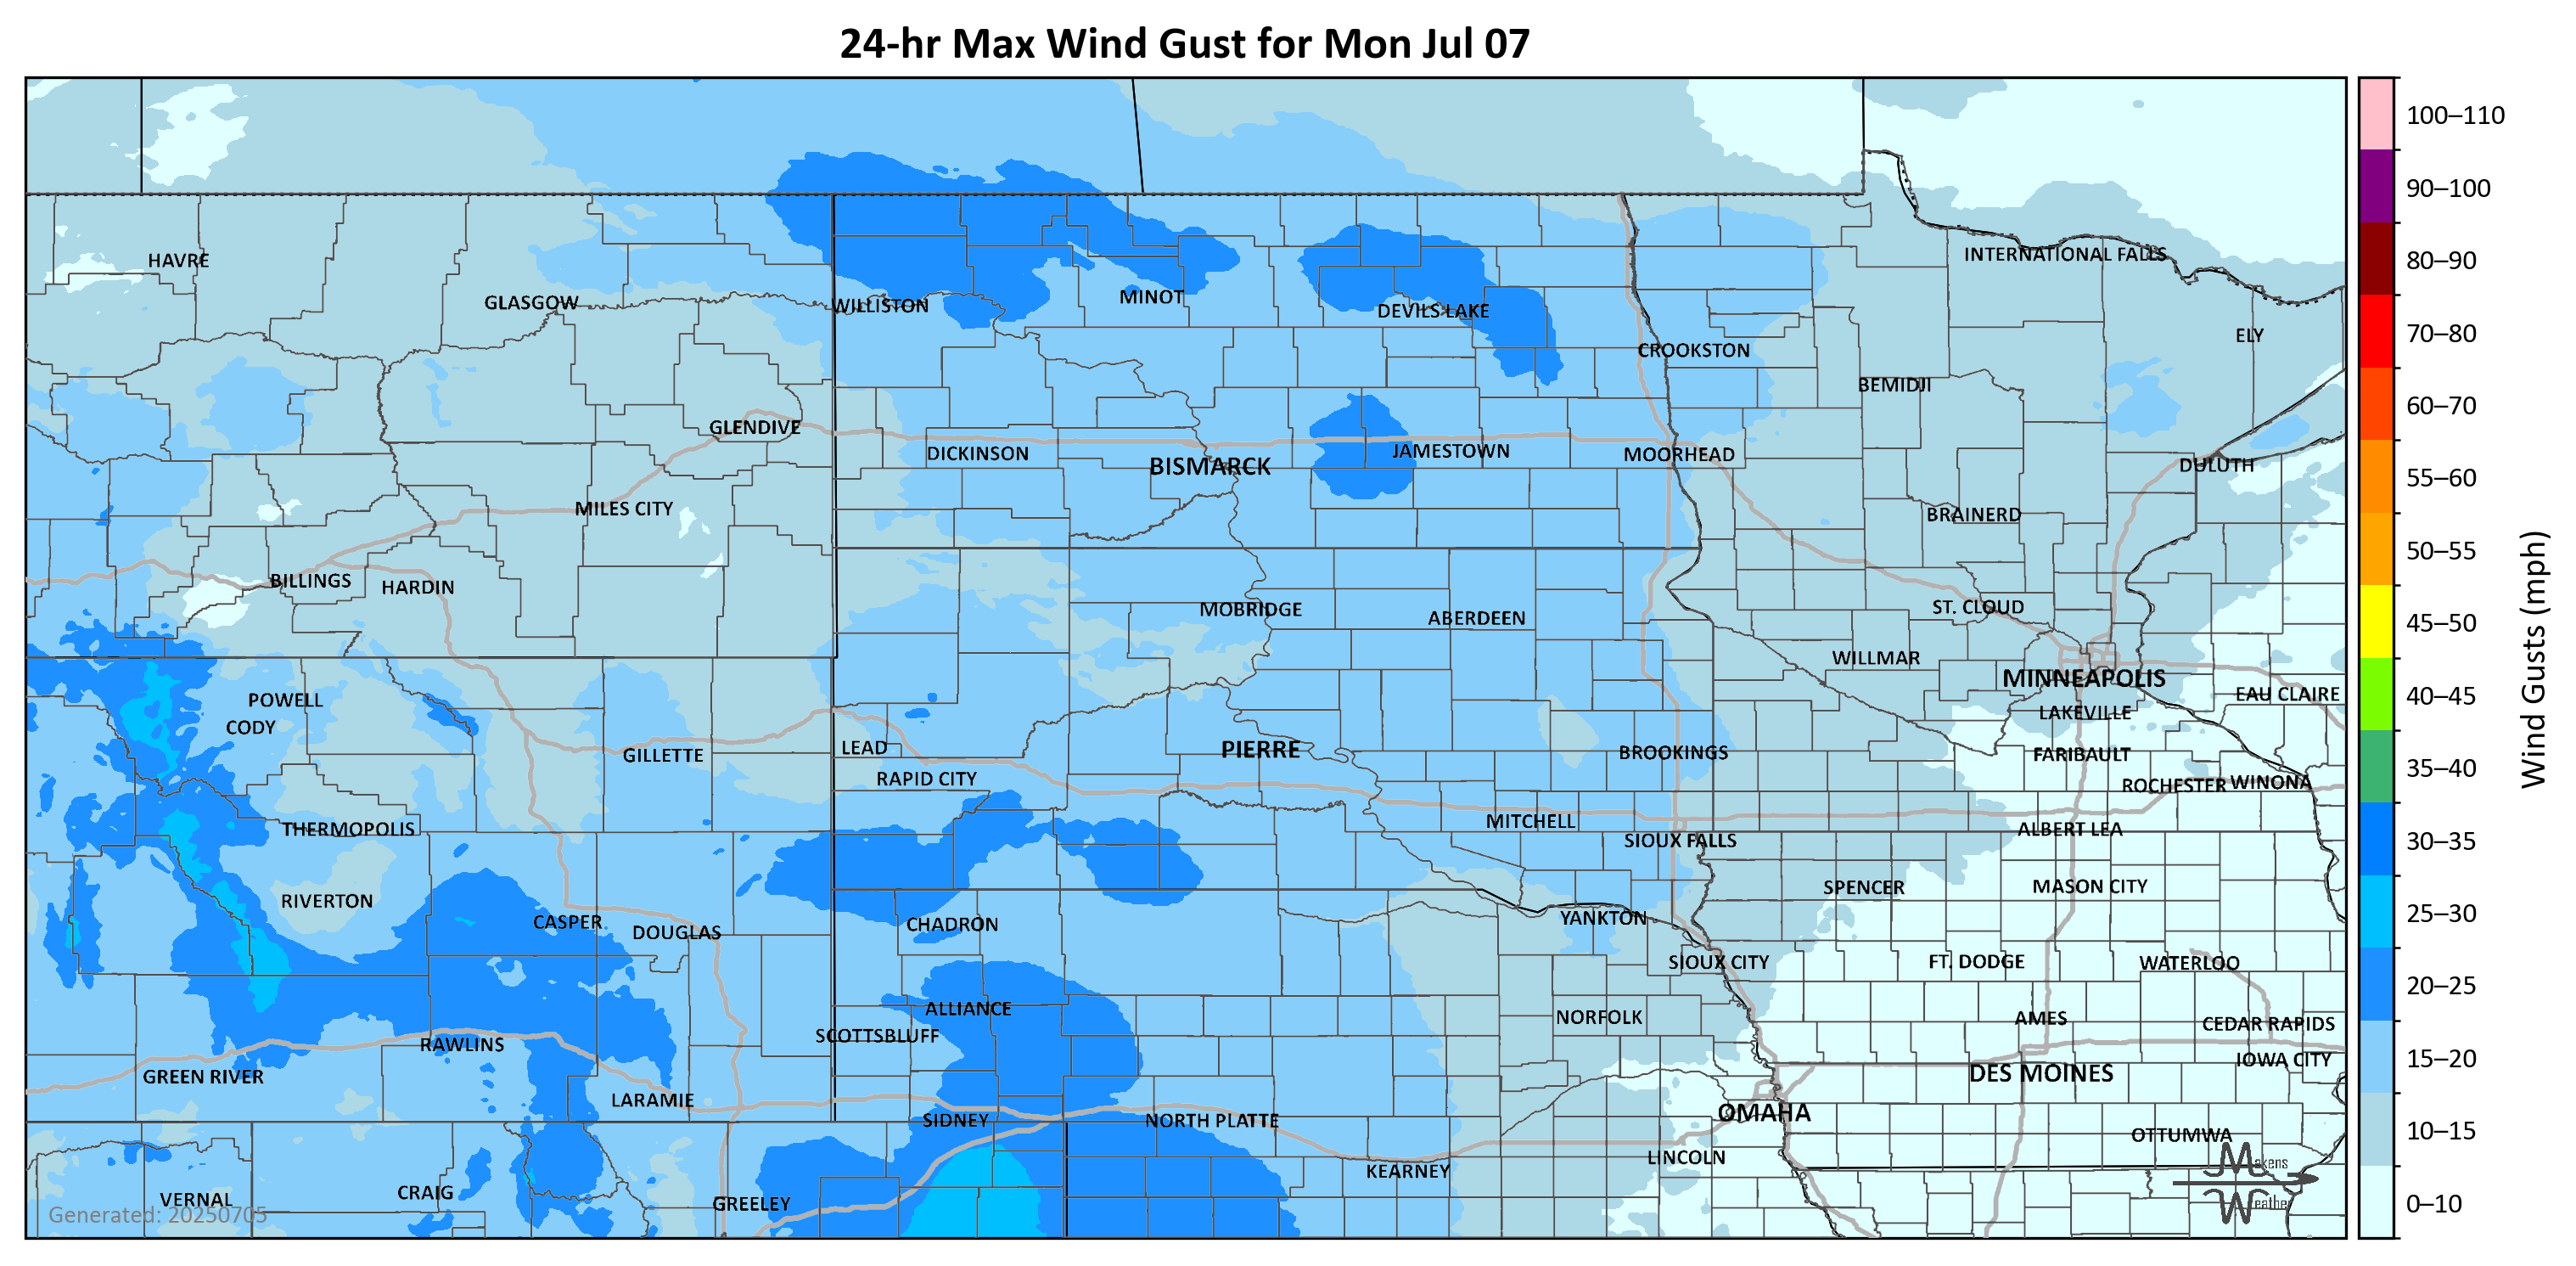 24-hr Max Wind Gust for Mon Jul 07
100–110
90–100
80–90
70–80
60–70
55–60
50–55
45–50
40–45
35–40
30–35
25–30
20–25
15–20
10–15
0–10
Wind Gusts (mph)
HAVRE
INTERNATIONAL FALLS
GLASGOW
WILLISTON
MINOT
DEVILS LAKE
ELY
CROOKSTON
BEMIDJI
GLENDIVE
DICKINSON
BISMARCK
JAMESTOWN
MOORHEAD
DULUTH
MILES CITY
BRAINERD
BILLINGS
HARDIN
MOBRIDGE
ABERDEEN
ST. CLOUD
WILLMAR
MINNEAPOLIS
EAU CLAIRE
POWELL
CODY
LAKEVILLE
GILLETTE
LEAD
PIERRE
BROOKINGS
FARIBAULT
RAPID CITY
ROCHESTER
WINONA
THERMOPOLIS
MITCHELL
SIOUX FALLS
ALBERT LEA
RIVERTON
SPENCER
MASON CITY
CASPER
DOUGLAS
CHADRON
YANKTON
SIOUX CITY
FT. DODGE
WATERLOO
ALLIANCE
SCOTTSBLUFF
NORFOLK
AMES
CEDAR RAPIDS
RAWLINS
IOWA CITY
GREEN RIVER
DES MOINES
LARAMIE
SIDNEY
NORTH PLATTE
OMAHA
OTTUMWA
KEARNEY
LINCOLN
VERNAL
CRAIG
GREELEY
Generated: 20250705
Makens
Weather